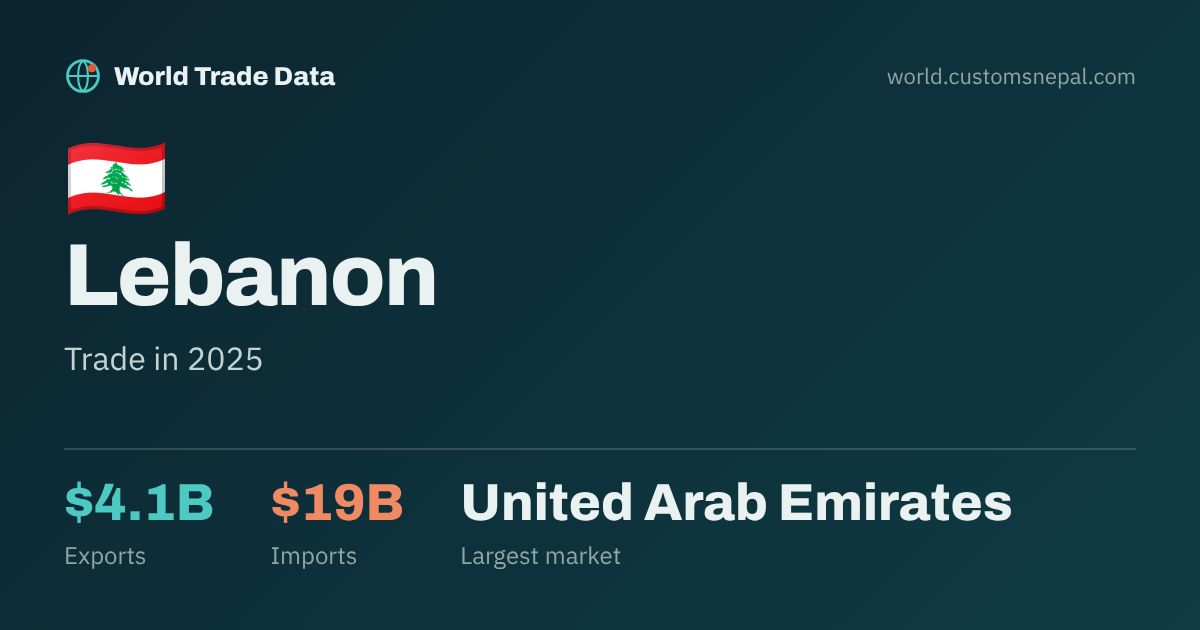 World Trade Data
world.customsnepal.com
Lebanon
Trade in 2025
$4.1B
Exports
$19B
Imports
United Arab Emirates
Largest market